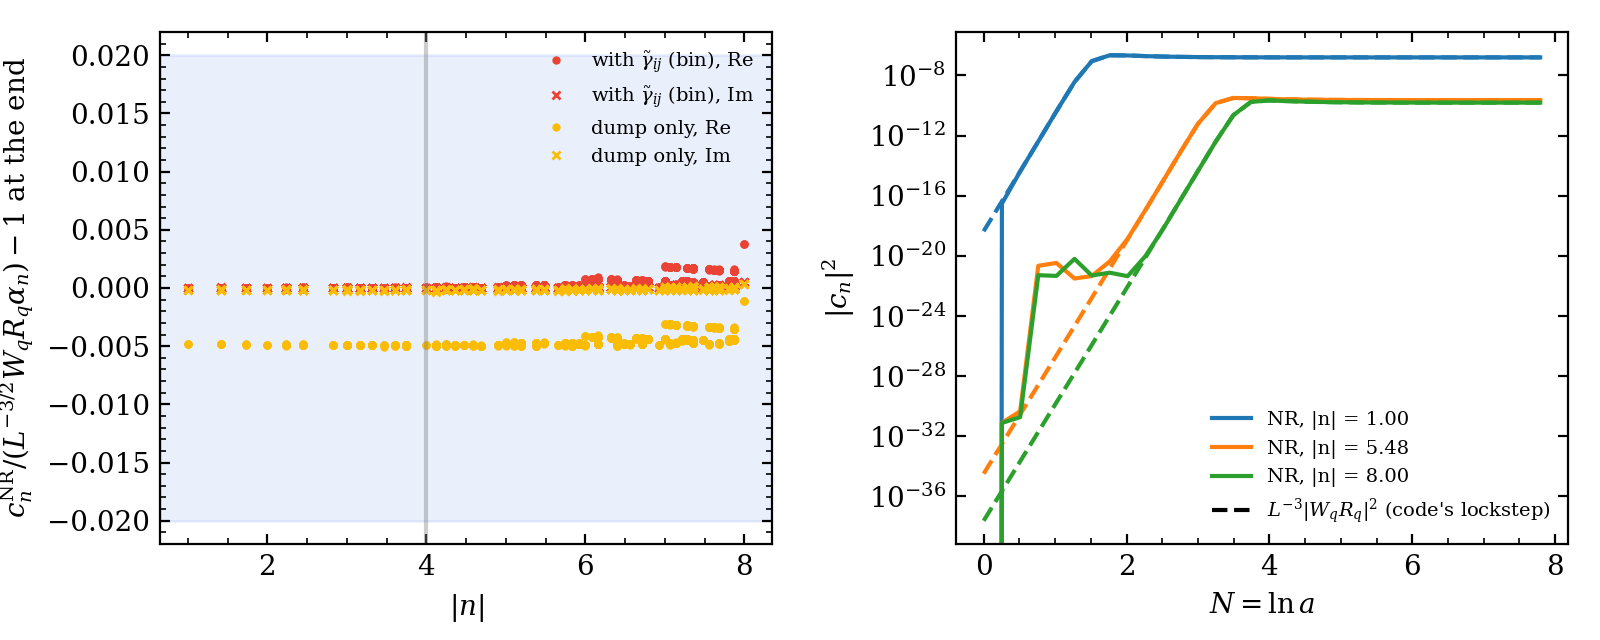 c_n^NR/(L^−3/2 W_q R_q α_n) − 1 at the end
0.020
0.015
0.010
0.005
0.000
−0.005
−0.010
−0.015
−0.020
with γ̃_ij (bin), Re
with γ̃_ij (bin), Im
dump only, Re
dump only, Im
2
4
6
8
|n|
|c_n|^2
10^−8
10^−12
10^−16
10^−20
10^−24
10^−28
10^−32
10^−36
NR, |n| = 1.00
NR, |n| = 5.48
NR, |n| = 8.00
L^−3|W_q R_q|^2 (code's lockstep)
0
2
4
6
8
N = ln a